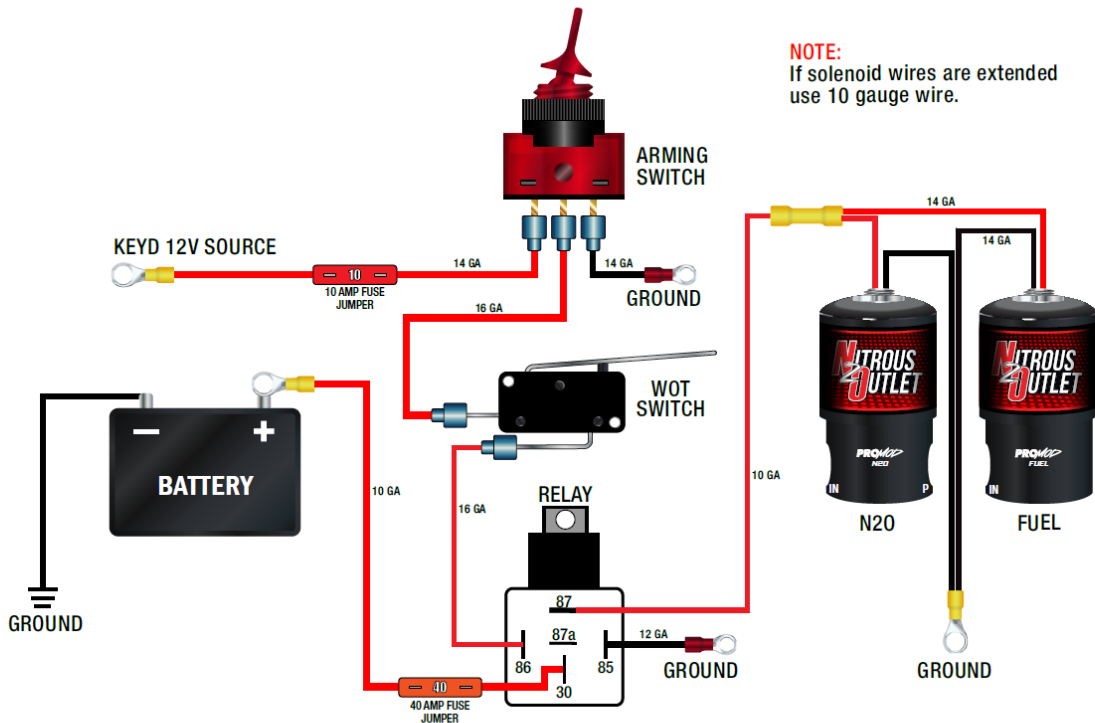 NOTE:
If solenoid wires are extended
use 10 gauge wire.
ARMING
SWITCH
KEYD 12V SOURCE
10
10 AMP FUSE
JUMPER
14 GA
14 GA
GROUND
16 GA
WOT
SWITCH
16 GA
BATTERY
GROUND
10 GA
40
40 AMP FUSE
JUMPER
RELAY
87
87a
86
85
30
12 GA
GROUND
10 GA
14 GA
14 GA
NITROUS
2OUTLET
PROMOD
N2O
IN
P
N2O
NITROUS
2OUTLET
PROMOD
FUEL
IN
FUEL
GROUND